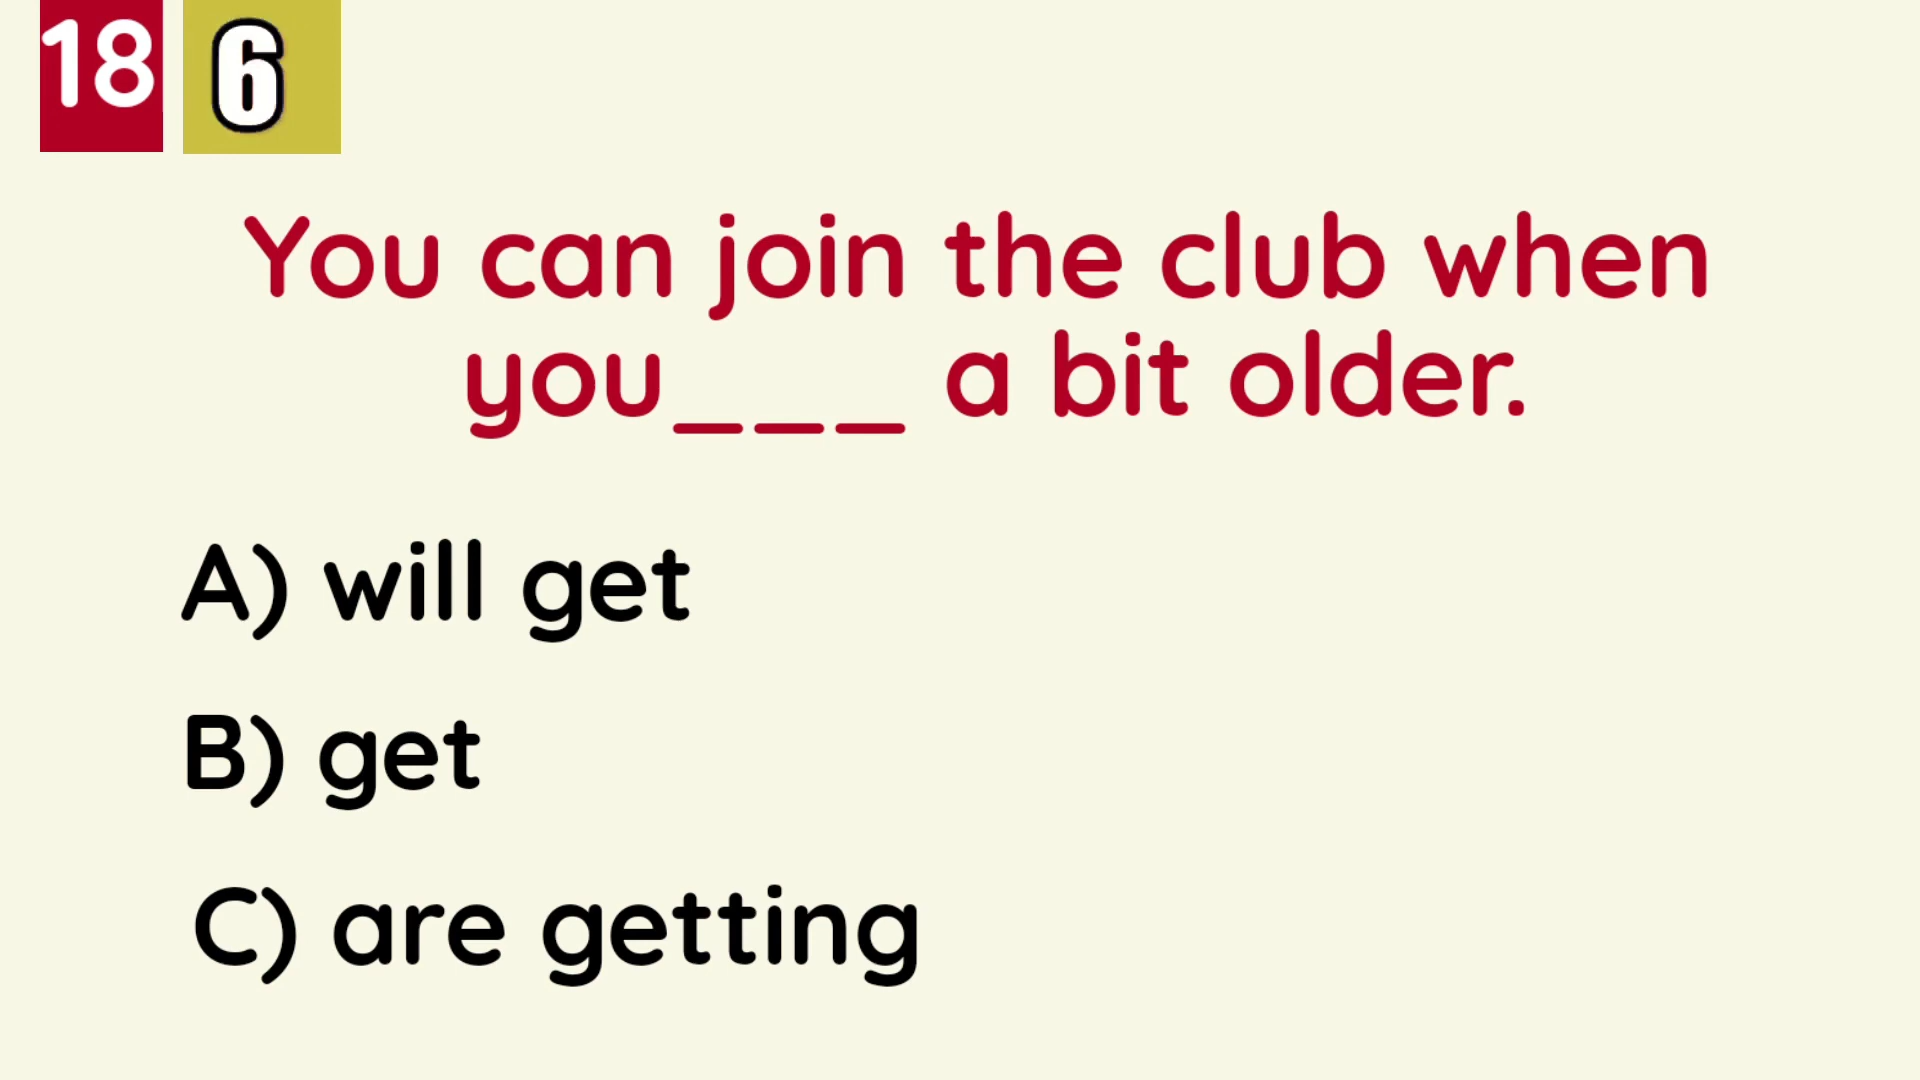 18 6
You can join the club when
you___ a bit older.
A) will get
B) get
C) are getting